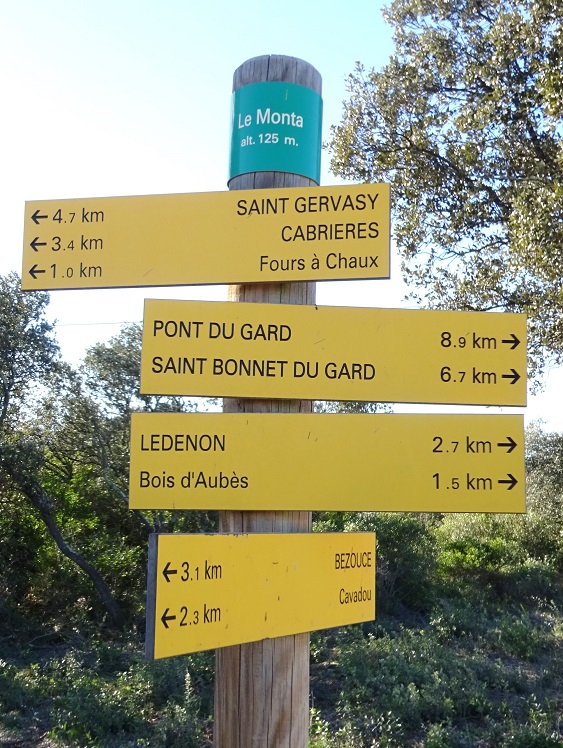 Le Monta
alt. 125 m.
← 4.7 km SAINT GERVASY
← 3.4 km CABRIERES
← 1.0 km Fours à Chaux
PONT DU GARD 8.9 km →
SAINT BONNET DU GARD 6.7 km →
LEDENON 2.7 km →
Bois d'Aubès 1.5 km →
← 3.1 km BEZOUCE
← 2.3 km Cavadou